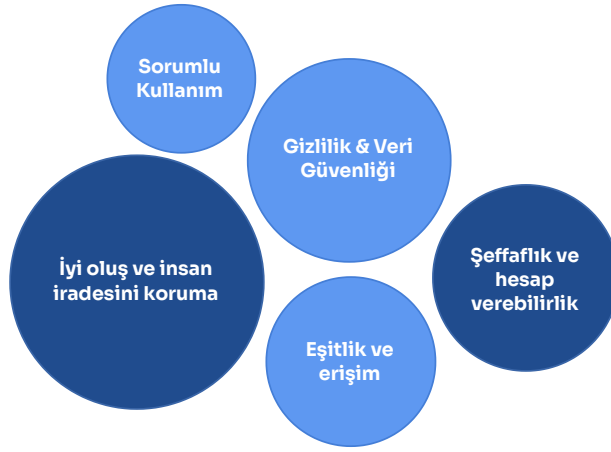 Sorumlu
Kullanım
Gizlilik & Veri
Güvenliği
İyi oluş ve insan
iradesini koruma
Şeffaflık ve
hesap
verebilirlik
Eşitlik ve
erişim